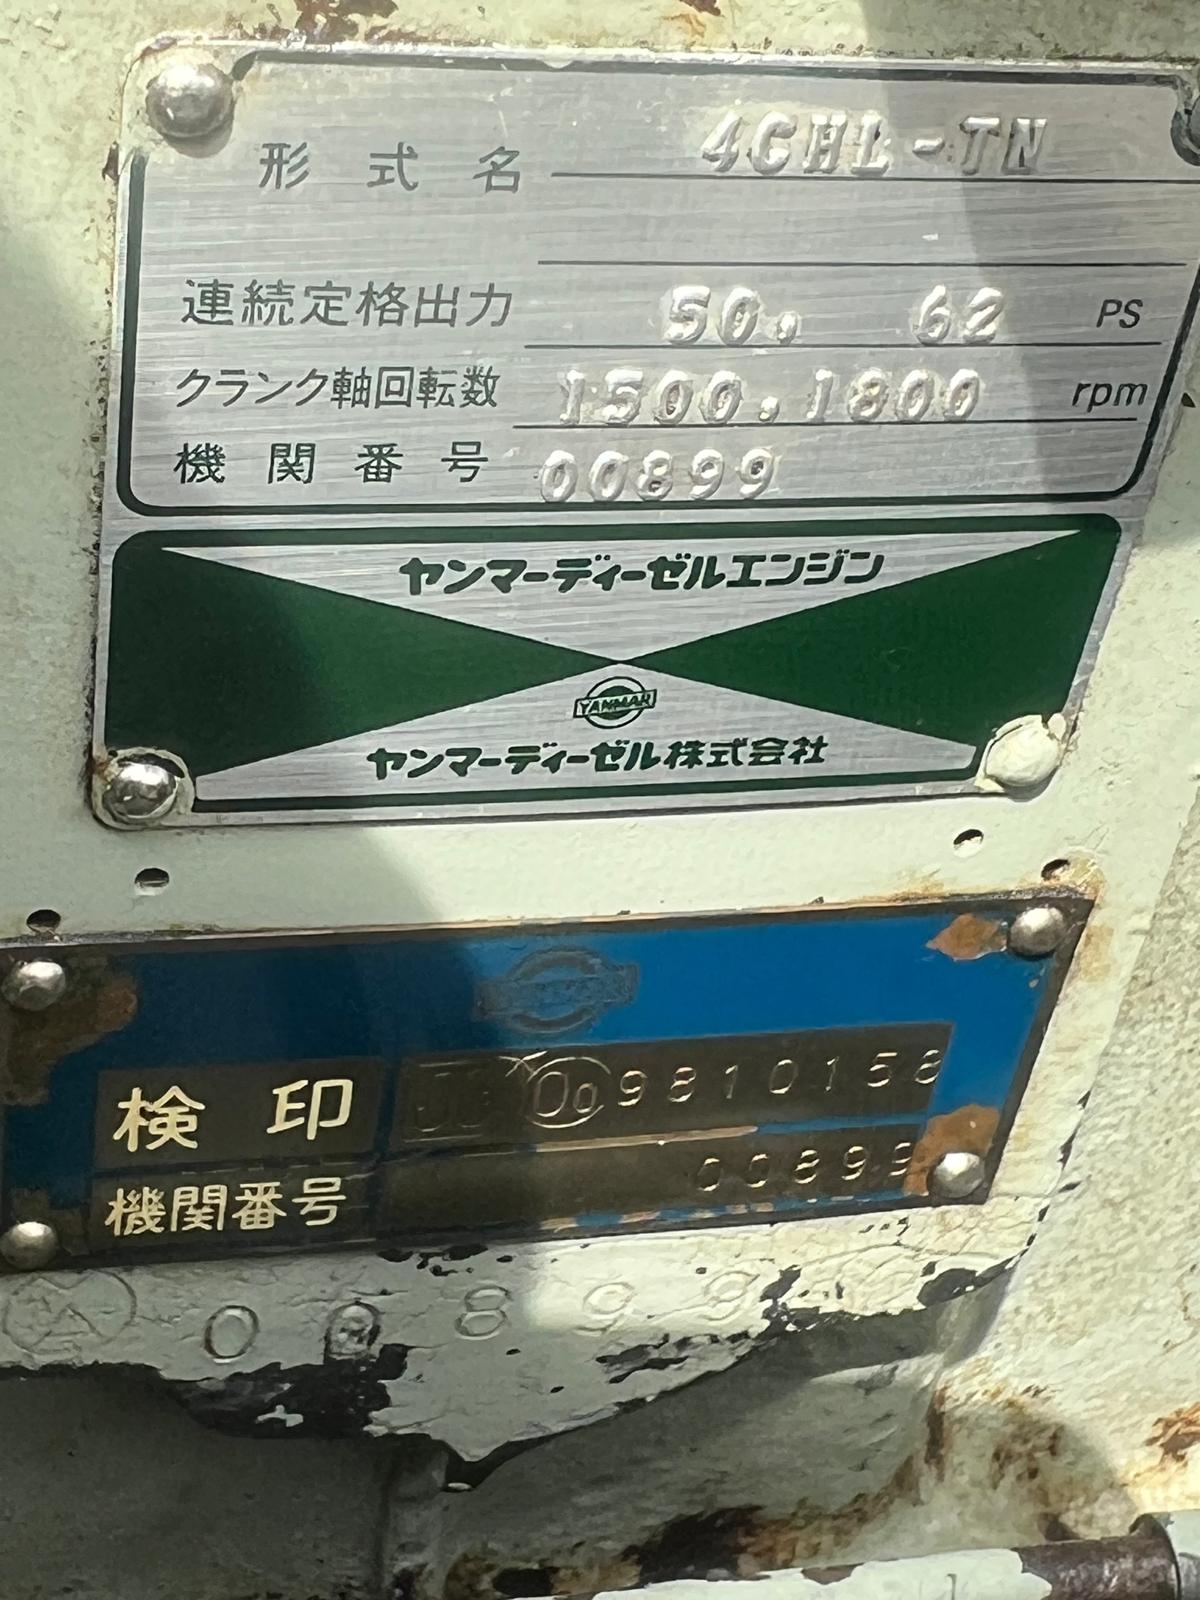 形式名 4CHL-TN
連続定格出力 50. 62 PS
クランク軸回転数 1500.1800 rpm
機関番号 00899
ヤンマーディーゼルエンジン
YANMAR
ヤンマーディーゼル株式会社
検印 9810158
機関番号 00899
00899